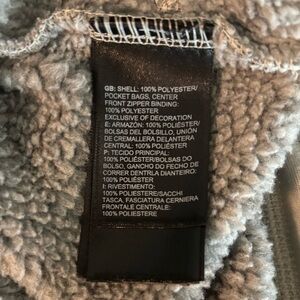 GB: SHELL: 100% POLYESTER/
POCKET BAGS, CENTER
FRONT ZIPPER BINDING:
100% POLYESTER
EXCLUSIVE OF DECORATION
E: ARMAZÓN: 100% POLIÉSTER/
BOLSAS DEL BOLSILLO, UNIÓN
DE CREMALLERA DELANTERA
CENTRAL: 100% POLIÉSTER
P: TECIDO PRINCIPAL:
100% POLIÉSTER/BOLSAS DO
BOLSO, GANCHO DO FECHO DE
CORRER DENTRLA DIANTEIRO:
100% POLIÉSTER
I: RIVESTIMENTO:
100% POLIESTERE/SACCHI
TASCA, FASCIATURA CERNIERA
FRONTALE CENTRALE:
100% POLIESTERE